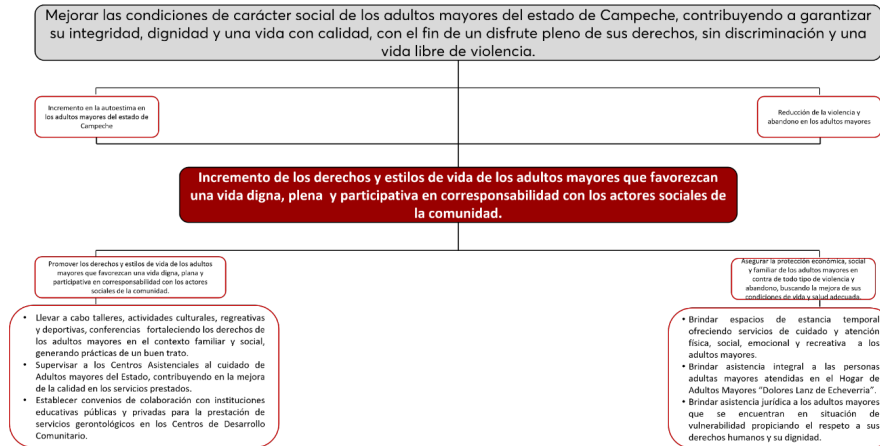 Mejorar las condiciones de carácter social de los adultos mayores del estado de Campeche, contribuyendo a garantizar
su integridad, dignidad y una vida con calidad, con el fin de un disfrute pleno de sus derechos, sin discriminación y una
vida libre de violencia.
Incremento en la autoestima en
los adultos mayores del estado de
Campeche
Reducción de la violencia y
abandono en los adultos mayores
Incremento de los derechos y estilos de vida de los adultos mayores que favorezcan
una vida digna, plena y participativa en corresponsabilidad con los actores sociales de
la comunidad.
Promover los derechos y estilos de vida de los adultos
mayores que favorezcan una vida digna, plana y
participativa en corresponsabilidad con los actores
sociales de la comunidad.
Asegurar la protección económica, social
y familiar de los adultos mayores en
contra de todo tipo de violencia y
abandono, buscando la mejora de sus
condiciones de vida y salud adecuada.
• Llevar a cabo talleres, actividades culturales, regreativas
y deportivas, conferencias fortaleciendo los derechos de
los adultos mayores en el contexto familiar y social,
generando prácticas de un buen trato.
• Supervisar a los Centros Asistenciales al cuidado de
Adultos mayores del Estado, contribuyendo en la mejora
de la calidad en los servicios prestados.
• Establecer convenios de colaboración con instituciones
educativas públicas y privadas para la prestación de
servicios gerontológicos en los Centros de Desarrollo
Comunitario.
• Brindar espacios de estancia temporal
ofreciendo servicios de cuidado y atención
física, social, emocional y recreativa a los
adultos mayores.
• Brindar asistencia integral a las personas
adultas mayores atendidas en el Hogar de
Adultos Mayores “Dolores Lanz de Echeverria”.
• Brindar asistencia jurídica a los adultos mayores
que se encuentran en situación de
vulnerabilidad propiciando el respeto a sus
derechos humanos y su dignidad.